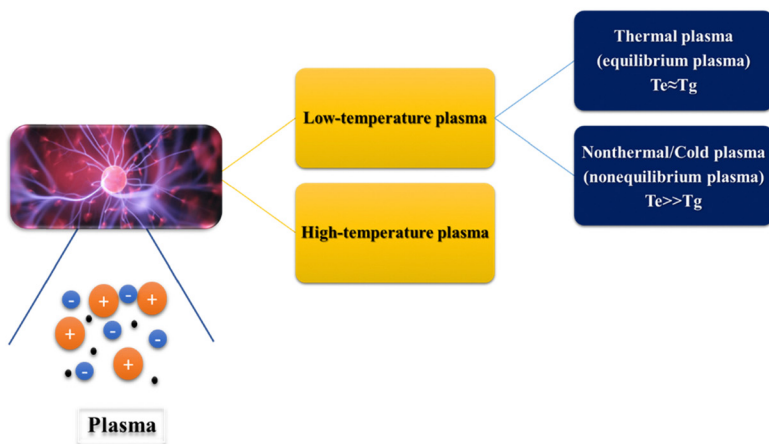 Thermal plasma
(equilibrium plasma)
Te≈Tg
Low-temperature plasma
Nonthermal/Cold plasma
(nonequilibrium plasma)
Te>>Tg
High-temperature plasma
+
-
+
-
+
-
-
+
-
Plasma